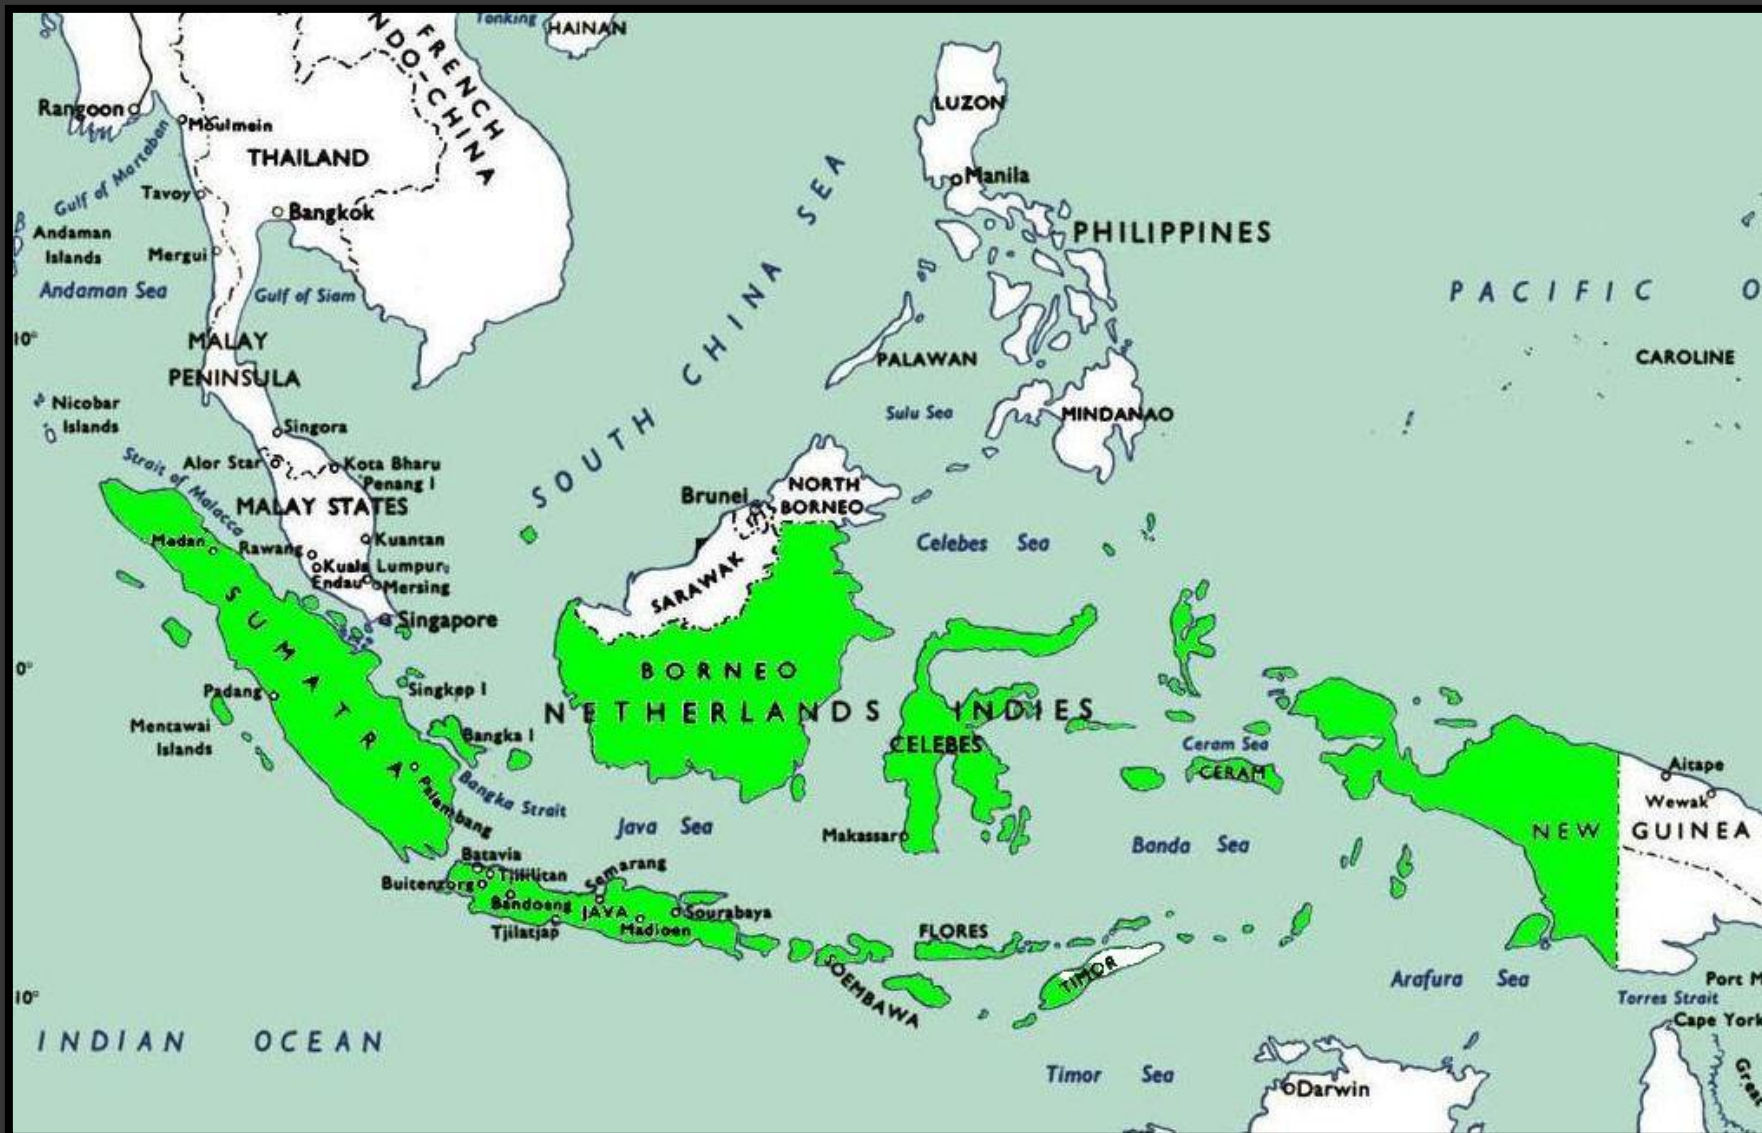 Tonking
HAINAN
FRENCH
INDO-CHINA
Rangoon
Moulmein
LUZON
Gulf of Martaban
THAILAND
Tavoy
Manila
Bangkok
Andaman
Islands
Mergui
PHILIPPINES
Andaman Sea
Gulf of Siam
SOUTH CHINA SEA
PACIFIC O
10°
MALAY
PENINSULA
PALAWAN
CAROLINE
Nicobar
Islands
Singora
Sulu Sea
MINDANAO
Strait of Malacca
Alor Star
Kota Bharu
Penang I
MALAY STATES
Brunei
NORTH
BORNEO
Medan
Rawang
Kuantan
Celebes Sea
Kuala Lumpur
Endau
Mersing
SARAWAK
SUMATRA
Singapore
0°
BORNEO
Padang
Singkep I
NETHERLANDS INDIES
Mentawai
Islands
Bangka I
CELEBES
Ceram Sea
CERAM
Aitape
Palembang
Bangka Strait
Wewak
Java Sea
Makassar
Banda Sea
NEW GUINEA
Batavia
Tjililitan
Semarang
Buitenzorg
Bandoeng
JAVA
Sourabaya
Tjilatjap
Madioen
FLORES
SOEMBAWA
TIMOR
Arafura Sea
Port M
10°
Torres Strait
Cape York
INDIAN OCEAN
Timor Sea
Darwin
Great